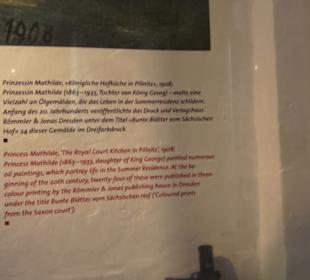 1908
Prinzessin Mathilde, »Königliche Hofküche in Pillnitz«, 1908;
Prinzessin Mathilde (1863–1933, Tochter von König Georg) – malte eine
Vielzahl an Ölgemälden, die das Leben in der Sommerresidenz schildern.
Anfang des 20. Jahrhunderts veröffentlichte das Druck und Verlagshaus
Römmler & Jonas Dresden unter dem Titel »Bunte Blätter vom Sächsischen
Hof« 24 dieser Gemälde im Dreifarbdruck.
Princess Mathilde, 'The Royal Court Kitchen in Pillnitz', 1908;
Princess Mathilde (1863–1933, daughter of King George) painted numerous
oil paintings, which portray life in the Summer Residence. At the be-
ginning of the 20th century, twenty-four of these were published in three-
colour printing by the Römmler & Jonas publishing house in Dresden
under the title Bunte Blätter vom Sächsischen Hof ('Coloured prints
from the Saxon court').